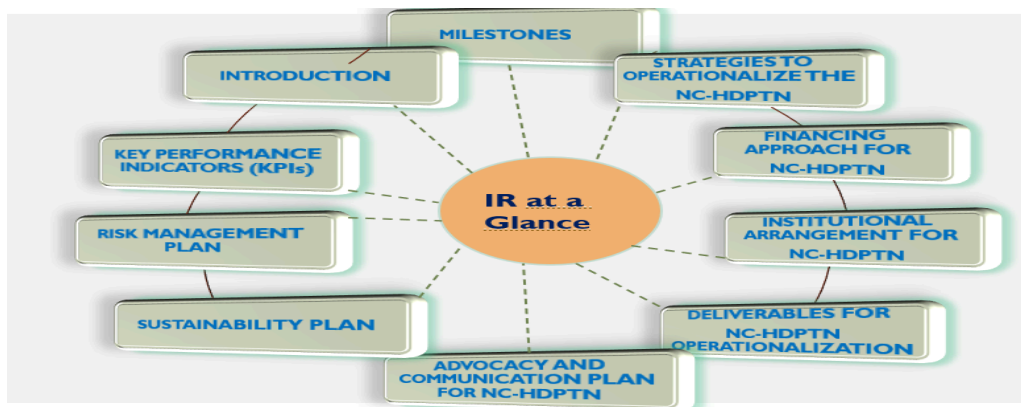 MILESTONES
INTRODUCTION
STRATEGIES TO
OPERATIONALIZE THE
NC-HDPTN
KEY PERFORMANCE
INDICATORS (KPIs)
FINANCING
APPROACH FOR
NC-HDPTN
IR at a
Glance
RISK MANAGEMENT
PLAN
INSTITUTIONAL
ARRANGEMENT FOR
NC-HDPTN
SUSTAINABILITY PLAN
DELIVERABLES FOR
NC-HDPTN
OPERATIONALIZATION
ADVOCACY AND
COMMUNICATION PLAN
FOR NC-HDPTN